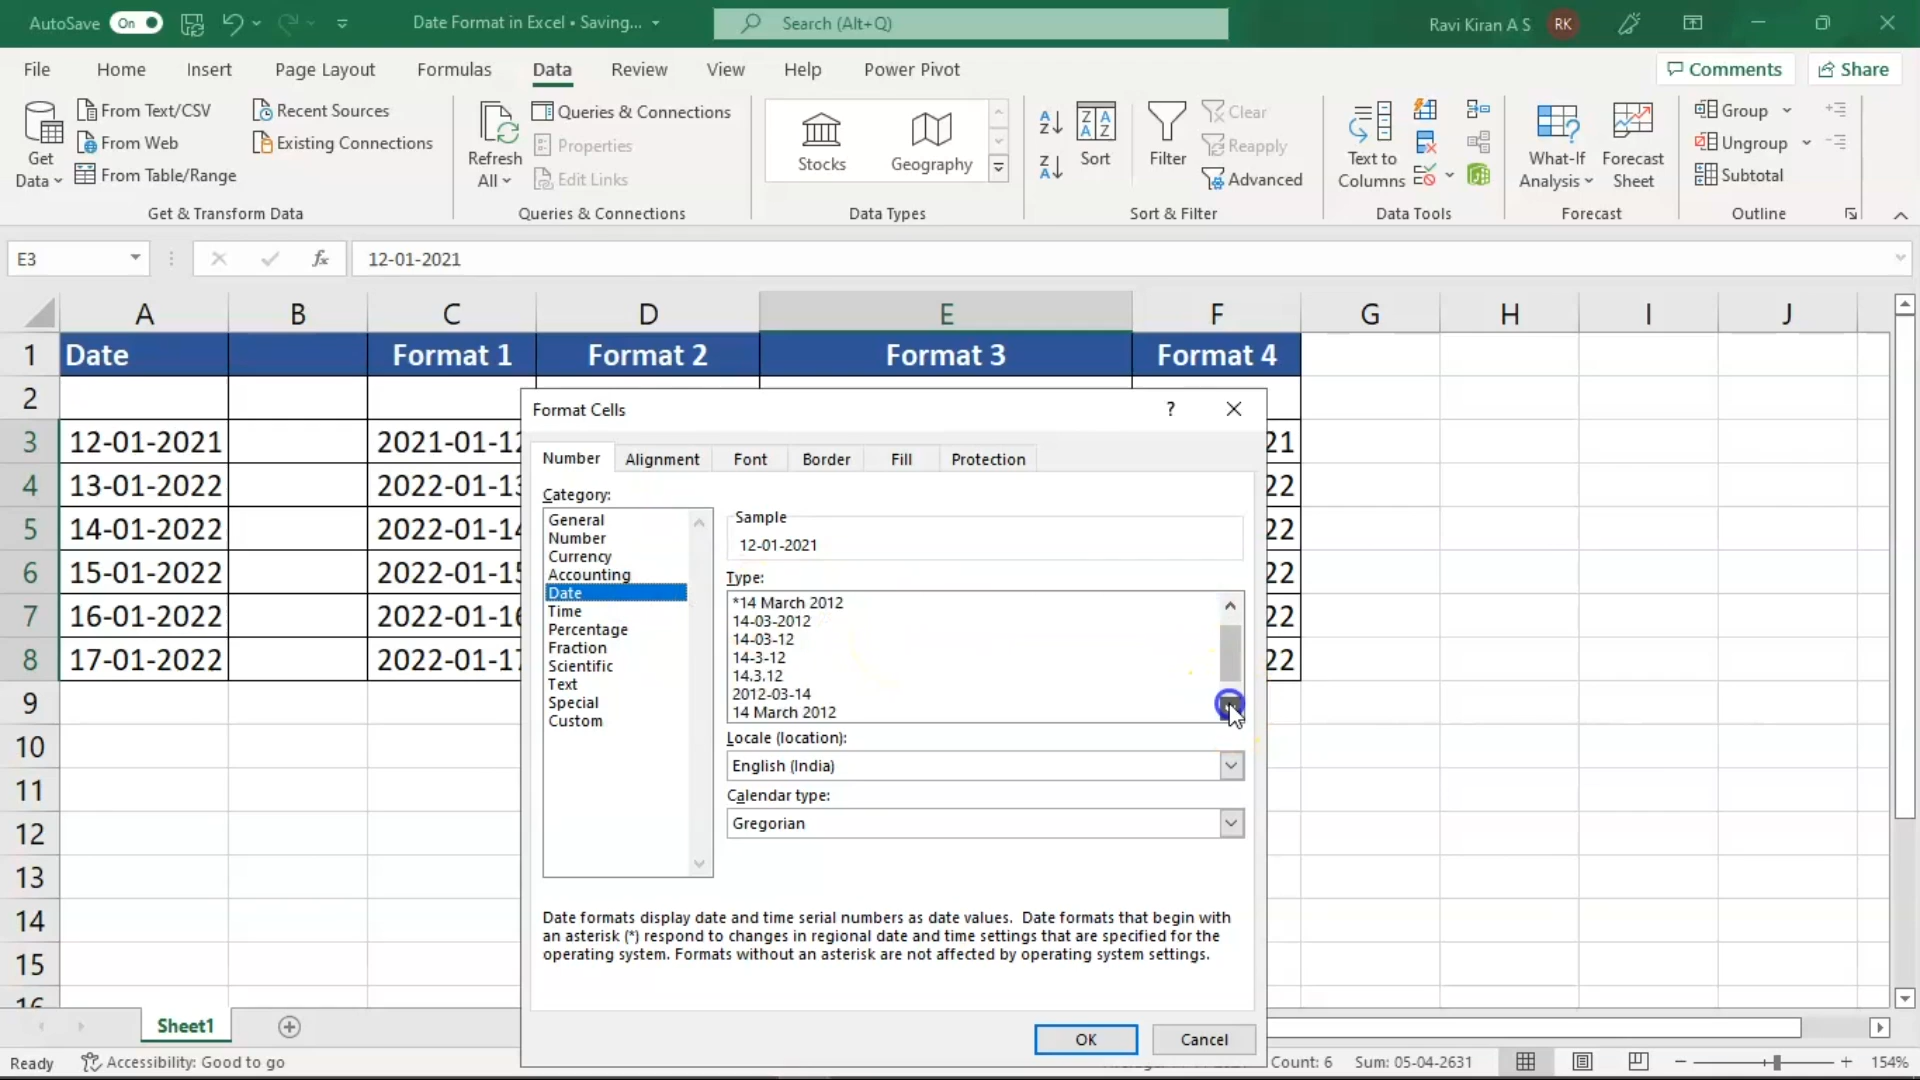 AutoSave On Date Format in Excel • Saving... Search (Alt+Q) Ravi Kiran A S RK
File Home Insert Page Layout Formulas Data Review View Help Power Pivot Comments Share
Get Data From Text/CSV From Web From Table/Range Recent Sources Existing Connections
Get & Transform Data
Refresh All Queries & Connections Properties Edit Links
Queries & Connections
Stocks Geography
Data Types
Sort Filter Clear Reapply Advanced
Sort & Filter
Text to Columns
Data Tools
What-If Analysis Forecast Sheet
Forecast
Group Ungroup Subtotal
Outline
E3 fx 12-01-2021
A B C D E F G H I J
1 Date Format 1 Format 2 Format 3 Format 4
2
3 12-01-2021 2021-01-12 21
4 13-01-2022 2022-01-13 22
5 14-01-2022 2022-01-14 22
6 15-01-2022 2022-01-15 22
7 16-01-2022 2022-01-16 22
8 17-01-2022 2022-01-17 22
9
10
11
12
13
14
15
16
Format Cells ?
Number Alignment Font Border Fill Protection
Category:
General
Number
Currency
Accounting
Date
Time
Percentage
Fraction
Scientific
Text
Special
Custom
Sample
12-01-2021
Type:
*14 March 2012
14-03-2012
14-03-12
14-3-12
14.3.12
2012-03-14
14 March 2012
Locale (location):
English (India)
Calendar type:
Gregorian
Date formats display date and time serial numbers as date values. Date formats that begin with
an asterisk (*) respond to changes in regional date and time settings that are specified for the
operating system. Formats without an asterisk are not affected by operating system settings.
OK Cancel
Sheet1
Ready Accessibility: Good to go Count: 6 Sum: 05-04-2631 154%